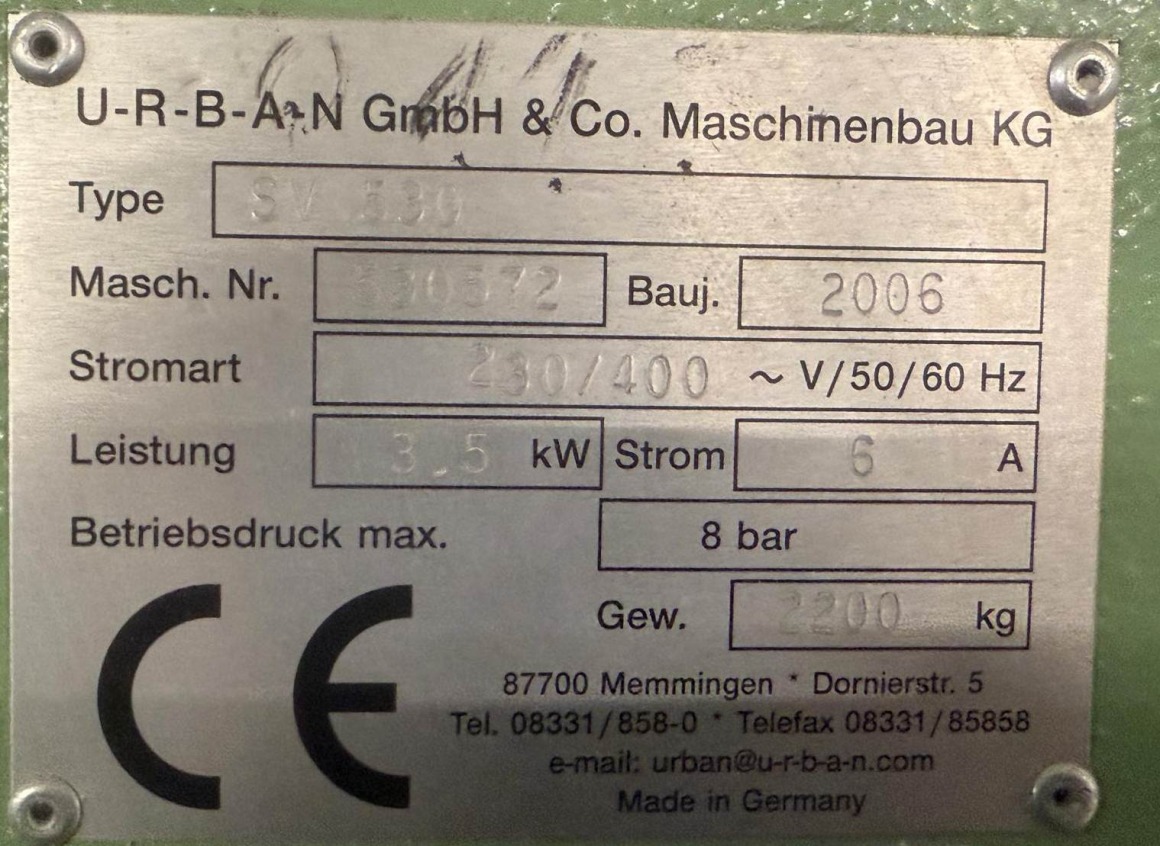 U-R-B-A-N GmbH & Co. Maschinenbau KG
Type SV 530
Masch. Nr. Bauj. 2006
Stromart 230/400 ~ V/50/60 Hz
Leistung 3.5 kW Strom 6 A
Betriebsdruck max. 8 bar
Gew. 2200 kg
CE
87700 Memmingen * Dornierstr. 5
Tel. 08331/858-0 * Telefax 08331/85858
e-mail: urban@u-r-b-a-n.com
Made in Germany